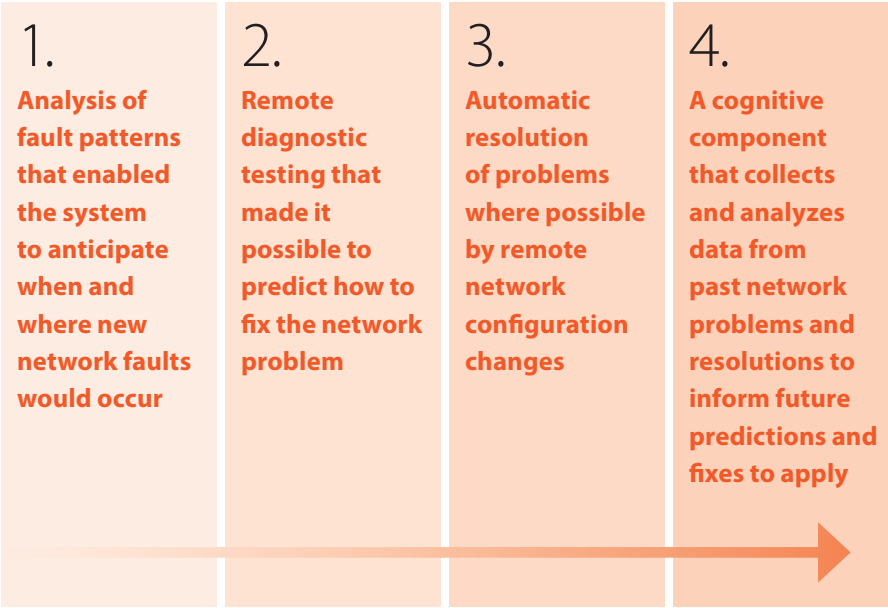 1.
Analysis of
fault patterns
that enabled
the system
to anticipate
when and
where new
network faults
would occur
2.
Remote
diagnostic
testing that
made it
possible to
predict how to
fix the network
problem
3.
Automatic
resolution
of problems
where possible
by remote
network
configuration
changes
4.
A cognitive
component
that collects
and analyzes
data from
past network
problems and
resolutions to
inform future
predictions and
fixes to apply